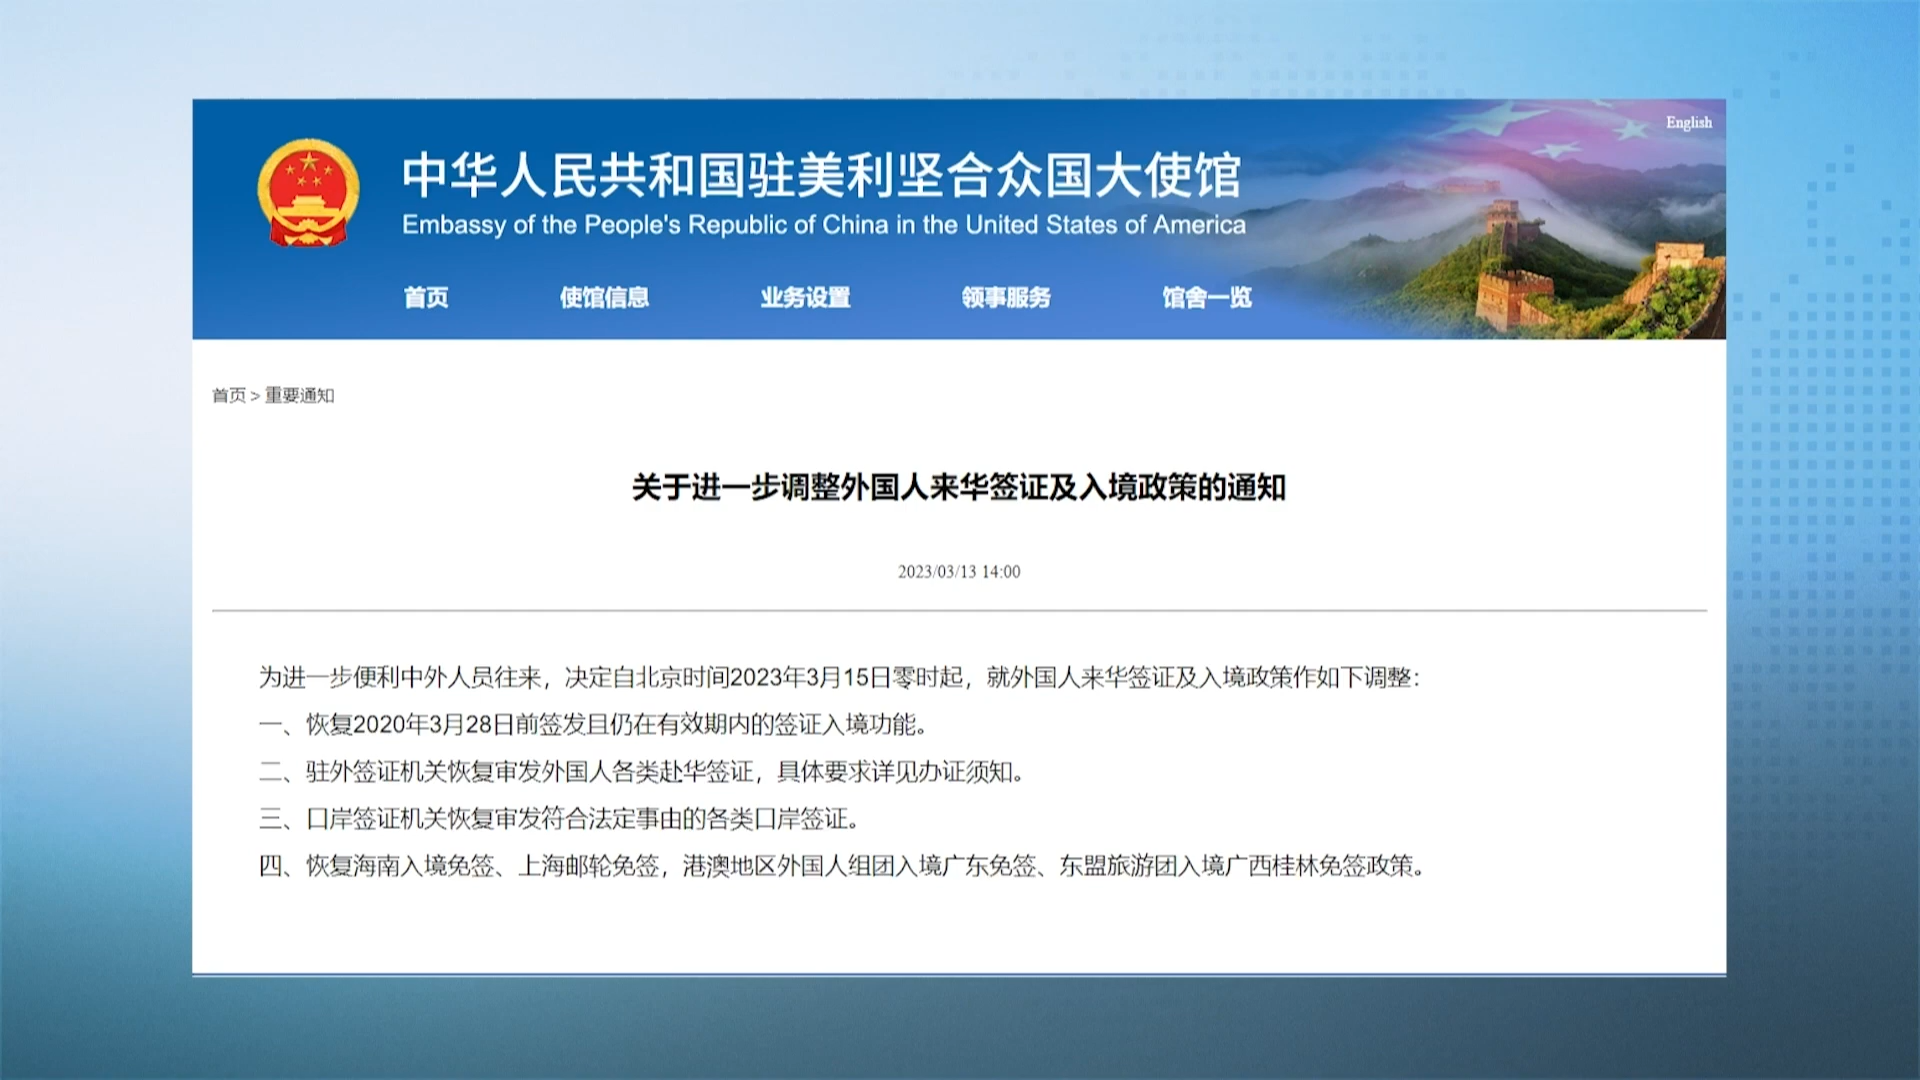 English
中华人民共和国驻美利坚合众国大使馆
Embassy of the People's Republic of China in the United States of America
首页 使馆信息 业务设置 领事服务 馆舍一览
首页 > 重要通知
关于进一步调整外国人来华签证及入境政策的通知
2023/03/13 14:00
为进一步便利中外人员往来，决定自北京时间2023年3月15日零时起，就外国人来华签证及入境政策作如下调整：
一、恢复2020年3月28日前签发且仍在有效期内的签证入境功能。
二、驻外签证机关恢复审发外国人各类赴华签证，具体要求详见办证须知。
三、口岸签证机关恢复审发符合法定事由的各类口岸签证。
四、恢复海南入境免签、上海邮轮免签，港澳地区外国人组团入境广东免签、东盟旅游团入境广西桂林免签政策。